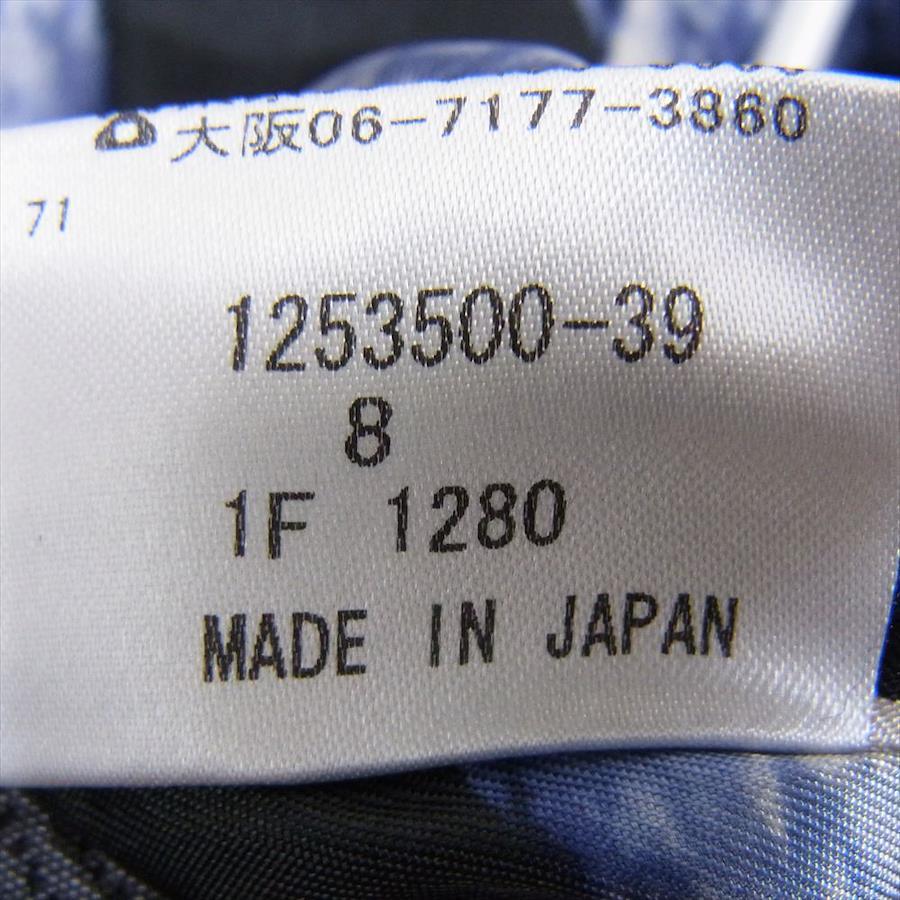 大阪06-7177-3860
71
1253500-39
8
1F 1280
MADE IN JAPAN